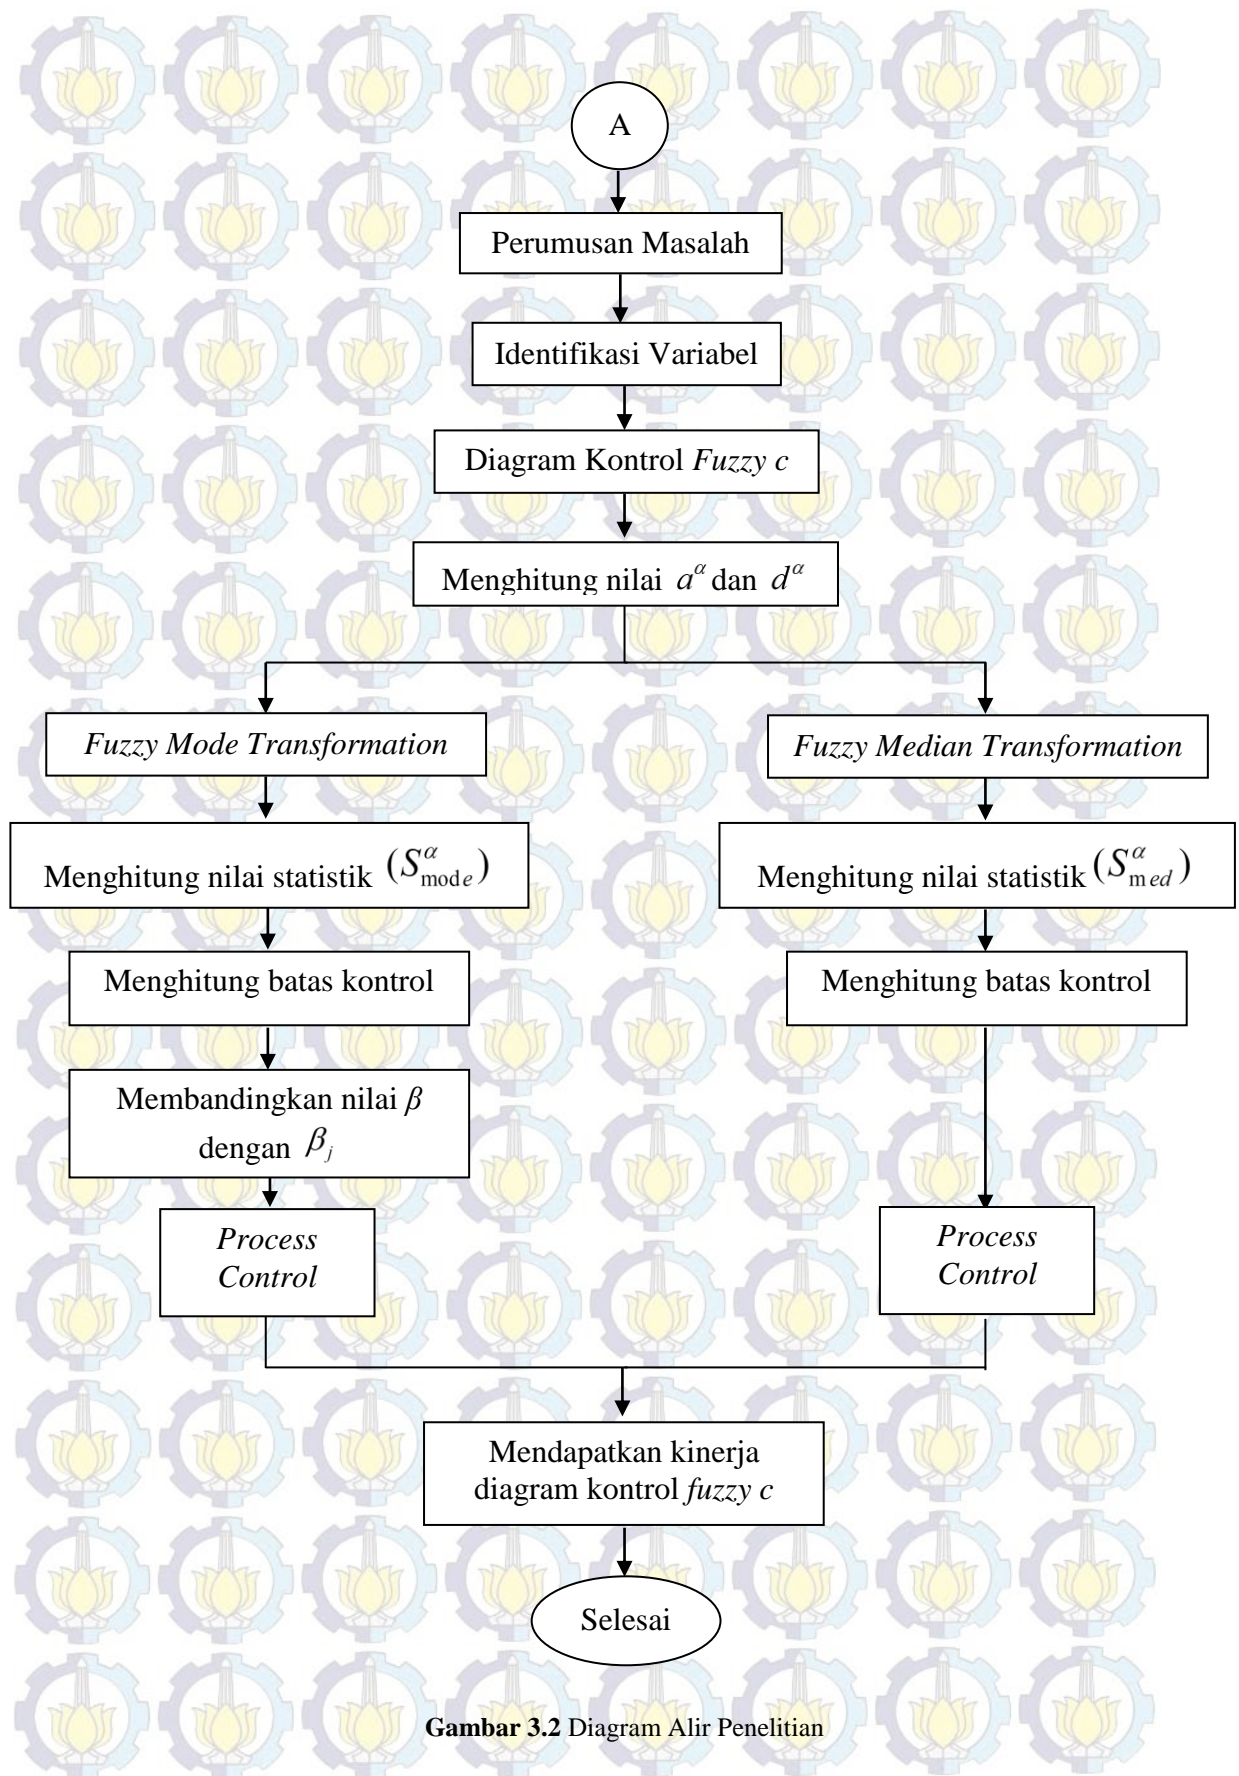 A
Perumusan Masalah
Identifikasi Variabel
Diagram Kontrol Fuzzy c
Menghitung nilai a^α dan d^α
Fuzzy Mode Transformation
Fuzzy Median Transformation
Menghitung nilai statistik (S^α_mode)
Menghitung nilai statistik (S^α_med)
Menghitung batas kontrol
Menghitung batas kontrol
Membandingkan nilai β
dengan β_j
Process
Control
Process
Control
Mendapatkan kinerja
diagram kontrol fuzzy c
Selesai
Gambar 3.2 Diagram Alir Penelitian